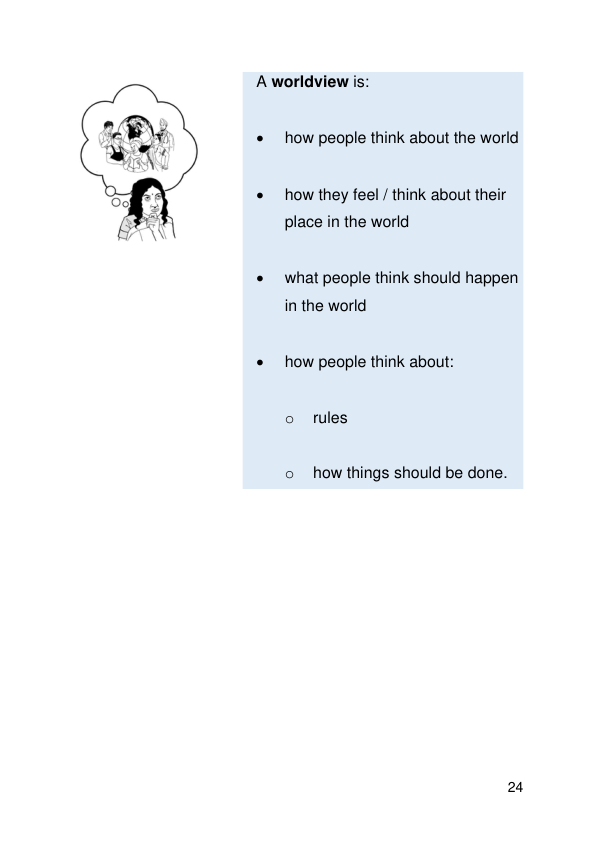 A worldview is:
• how people think about the world
• how they feel / think about their
place in the world
• what people think should happen
in the world
• how people think about:
o rules
o how things should be done.
24